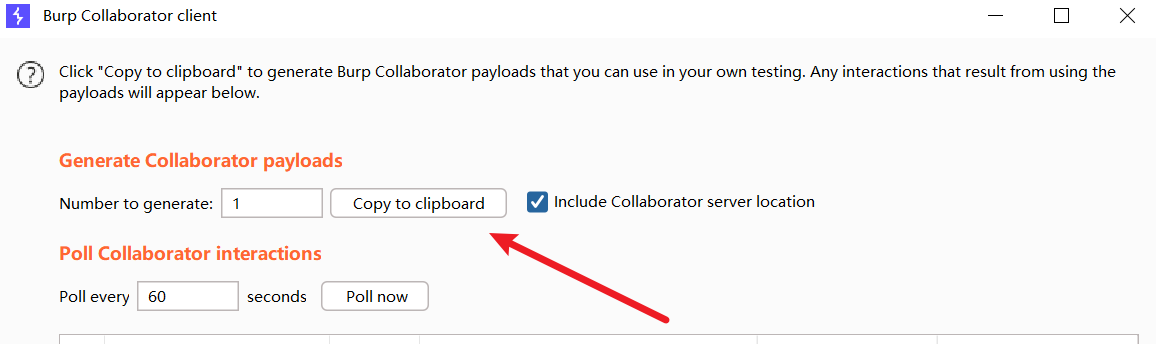 Burp Collaborator client
Click "Copy to clipboard" to generate Burp Collaborator payloads that you can use in your own testing. Any interactions that result from using the
payloads will appear below.
Generate Collaborator payloads
Number to generate: 1 Copy to clipboard Include Collaborator server location
Poll Collaborator interactions
Poll every 60 seconds Poll now